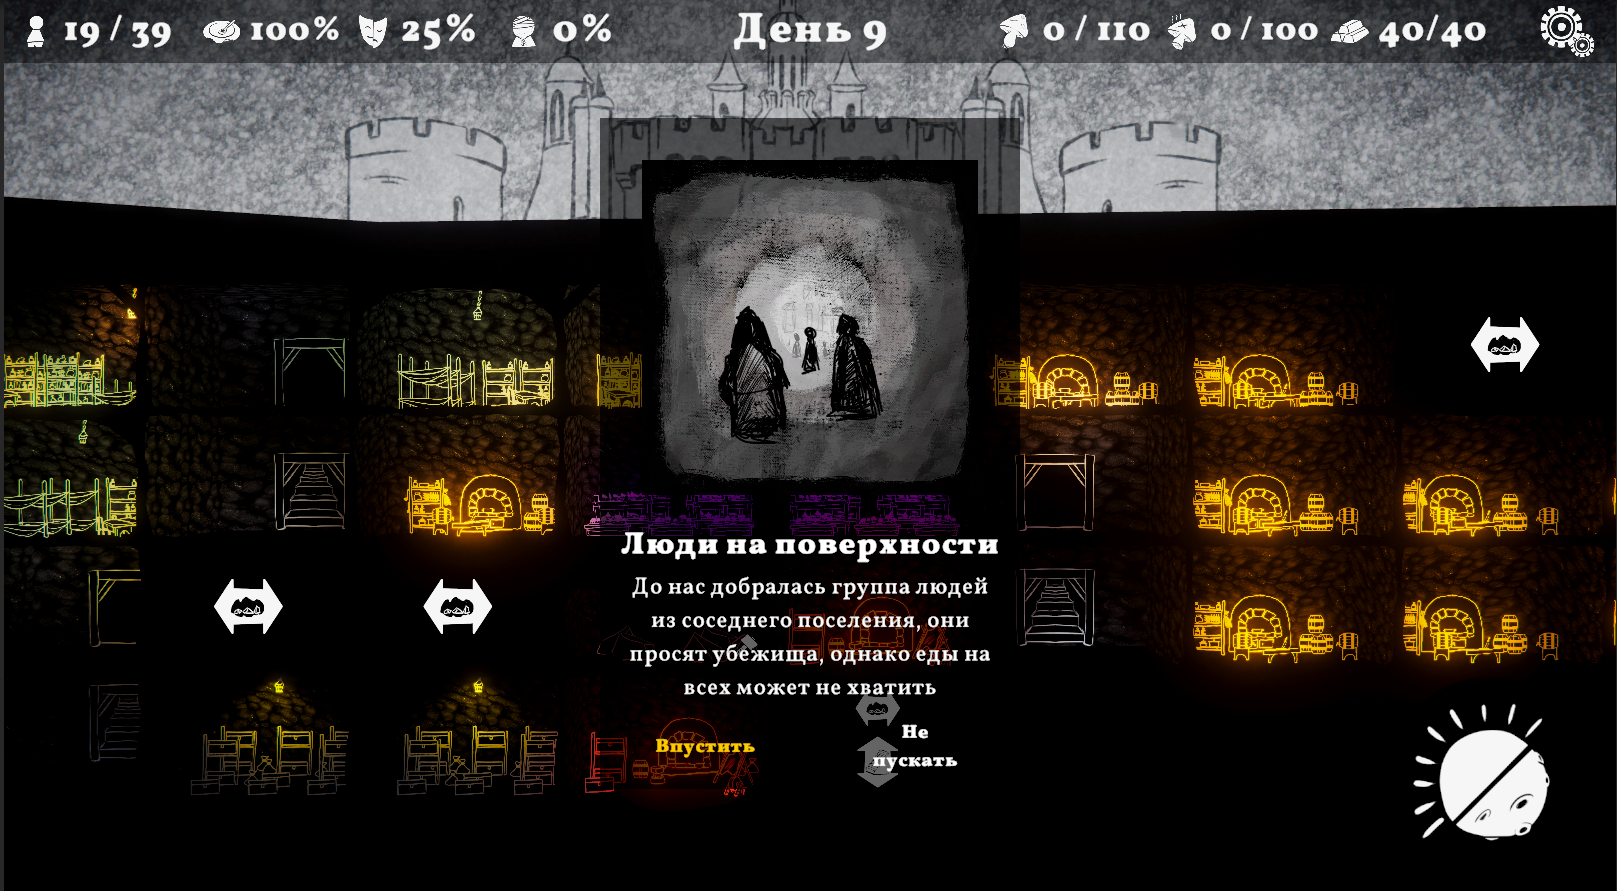 19 / 39 100% 25% 0% День 9 0 / 110 0 / 100 40/40
Люди на поверхности
До нас добралась группа людей
из соседнего поселения, они
просят убежища, однако еды на
всех может не хватить
Впустить
Не
пускать